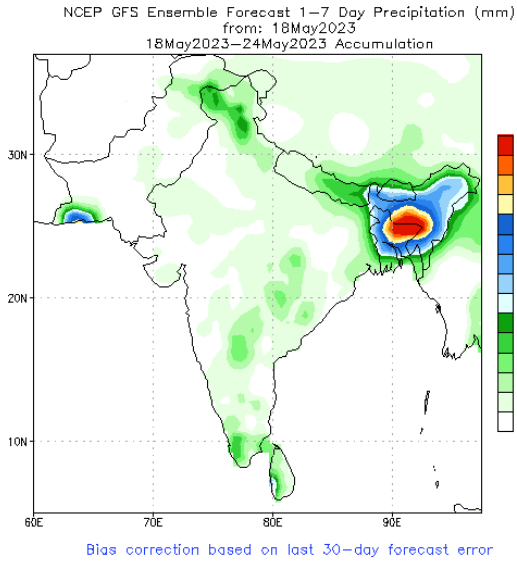 NCEP GFS Ensemble Forecast 1-7 Day Precipitation (mm)
from: 18May2023
18May2023-24May2023 Accumulation
30N
20N
10N
60E
70E
80E
90E
Bias correction based on last 30-day forecast error